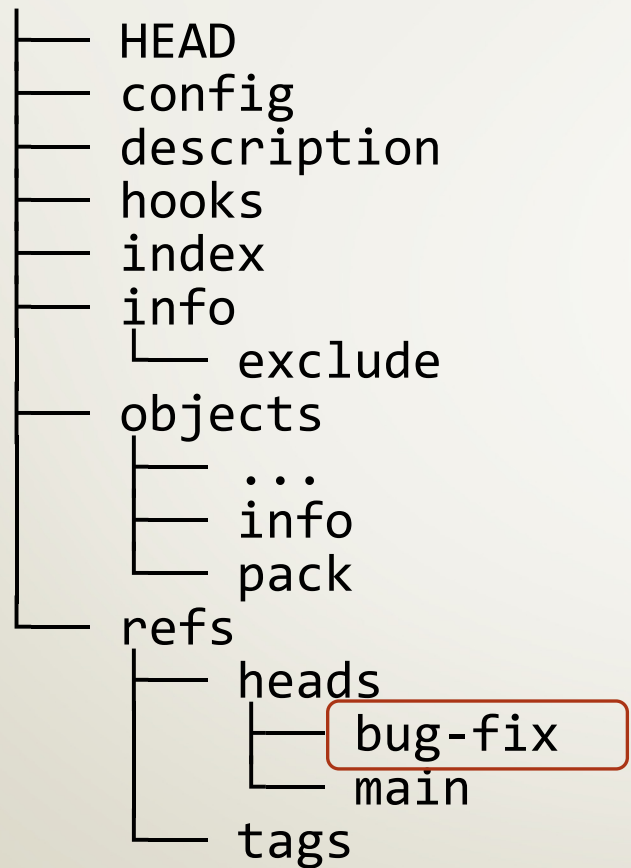 HEAD
config
description
hooks
index
info
exclude
objects
...
info
pack
refs
heads
bug-fix
main
tags